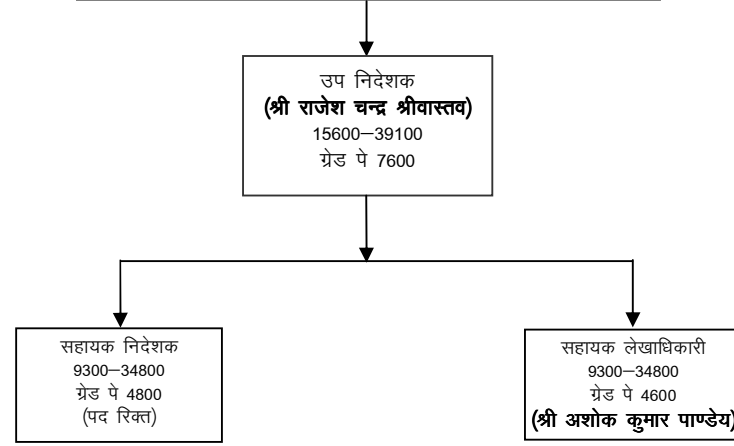 उप निदेशक
(श्री राजेश चन्द्र श्रीवास्तव)
15600–39100
ग्रेड पे 7600
सहायक निदेशक
9300–34800
ग्रेड पे 4800
(पद रिक्त)
सहायक लेखाधिकारी
9300–34800
ग्रेड पे 4600
(श्री अशोक कुमार पाण्डेय)